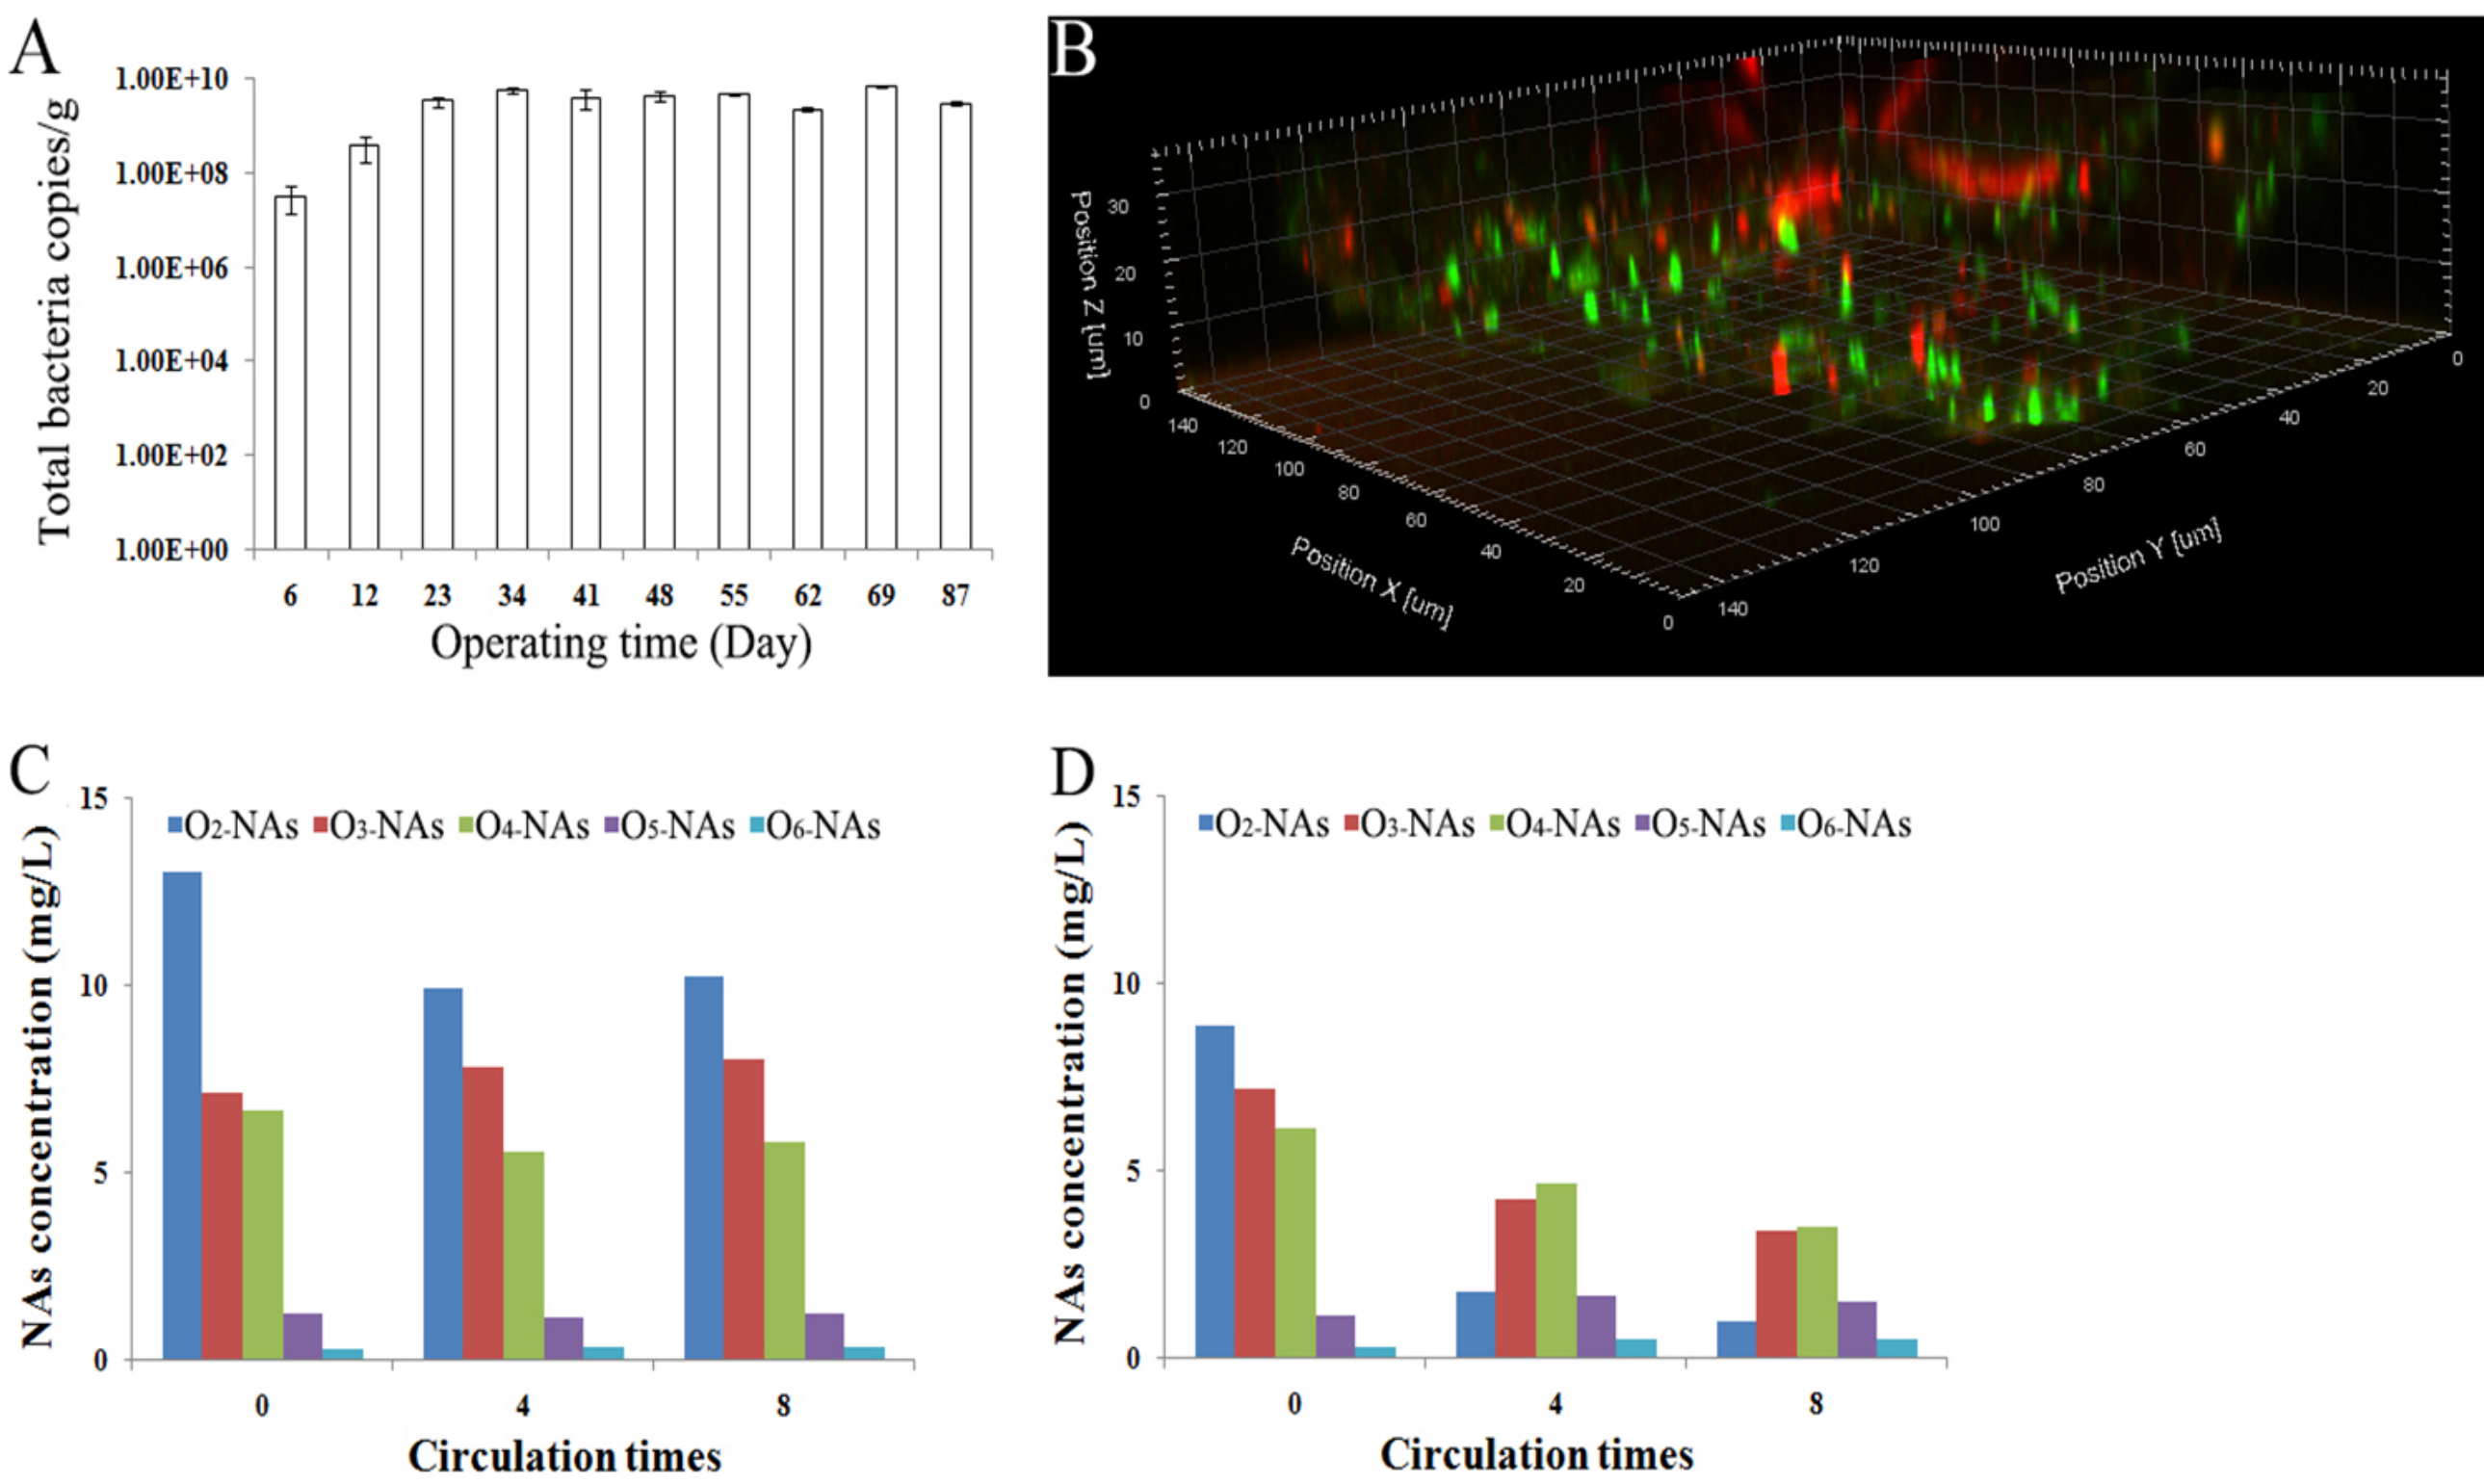 A
Total bacteria copies/g
1.00E+10
1.00E+08
1.00E+06
1.00E+04
1.00E+02
1.00E+00
6 12 23 34 41 48 55 62 69 87
Operating time (Day)
B
Position Z [um]
30
20
10
0
140 120 100 80 60 40 20 0
Position X [um]
140 120 100 80 60 40 20 0
Position Y [um]
C
NAs concentration (mg/L)
15
10
5
0
O2-NAs O3-NAs O4-NAs O5-NAs O6-NAs
0 4 8
Circulation times
D
NAs concentration (mg/L)
15
10
5
0
O2-NAs O3-NAs O4-NAs O5-NAs O6-NAs
0 4 8
Circulation times